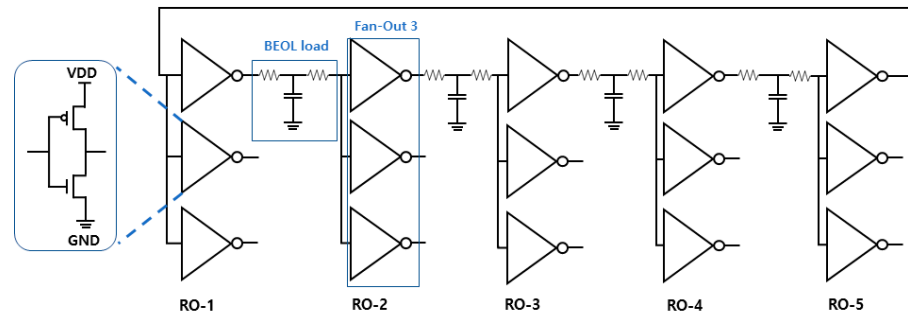 Fan-Out 3
BEOL load
VDD
GND
RO-1
RO-2
RO-3
RO-4
RO-5